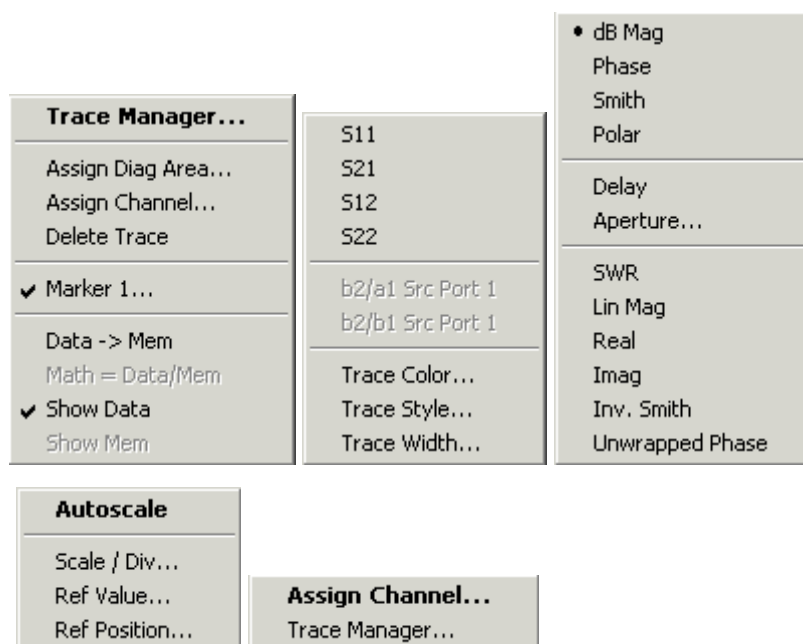 Trace Manager...
Assign Diag Area...
Assign Channel...
Delete Trace
Marker 1...
Data -> Mem
Math = Data/Mem
Show Data
Show Mem
S11
S21
S12
S22
b2/a1 Src Port 1
b2/b1 Src Port 1
Trace Color...
Trace Style...
Trace Width...
dB Mag
Phase
Smith
Polar
Delay
Aperture...
SWR
Lin Mag
Real
Imag
Inv. Smith
Unwrapped Phase
Autoscale
Scale / Div...
Ref Value...
Ref Position...
Assign Channel...
Trace Manager...